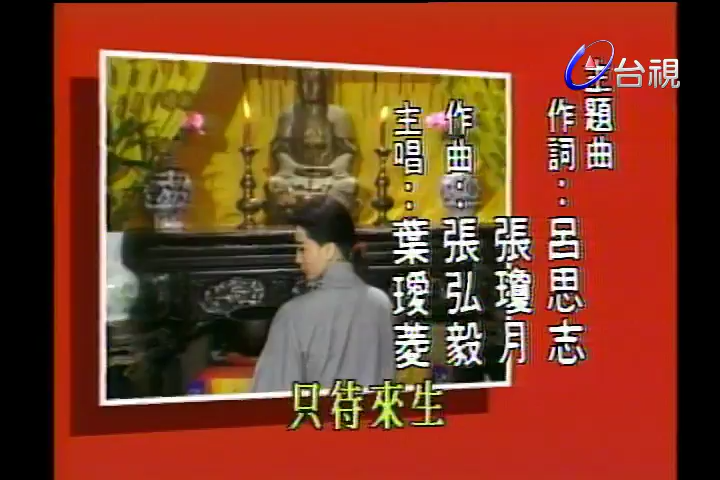 台視
主題曲
作詞：呂思志
張瓊月
作曲：張弘毅
主唱：葉璦菱
只待來生